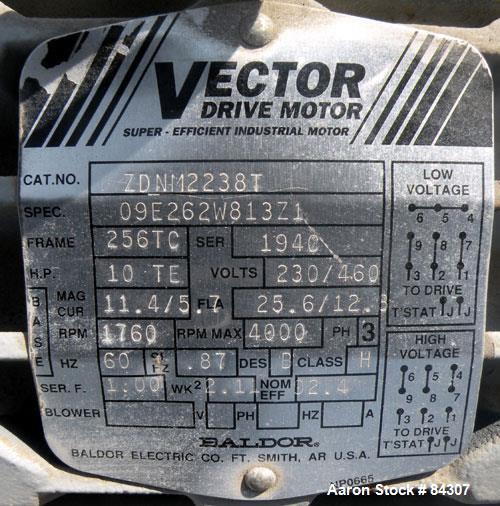 VECTOR
DRIVE MOTOR
SUPER - EFFICIENT INDUSTRIAL MOTOR
CAT.NO. ZDNM2238T
SPEC. 09E262W813Z1
FRAME 256TC SER 1940
H.P. 10 TE VOLTS 230/460
BASE
MAG CUR 11.4/5.7 FLA 25.6/12.8
RPM 1760 RPM MAX 4000 PH 3
HZ 60 .87 DES D CLASS H
SER. F. 1.00 WK² 2.11 NOM EFF 92.4
BLOWER V PH HZ A
BALDOR®
BALDOR ELECTRIC CO. FT. SMITH, AR U.S.A.
NP0665
LOW
VOLTAGE
6 5 4
9 8 7
3 2 1
TO DRIVE
T'STAT J J
HIGH
VOLTAGE
6 5 4
9 8 7
3 2 1
TO DRIVE
T'STAT J J
Aaron Stock # 84307